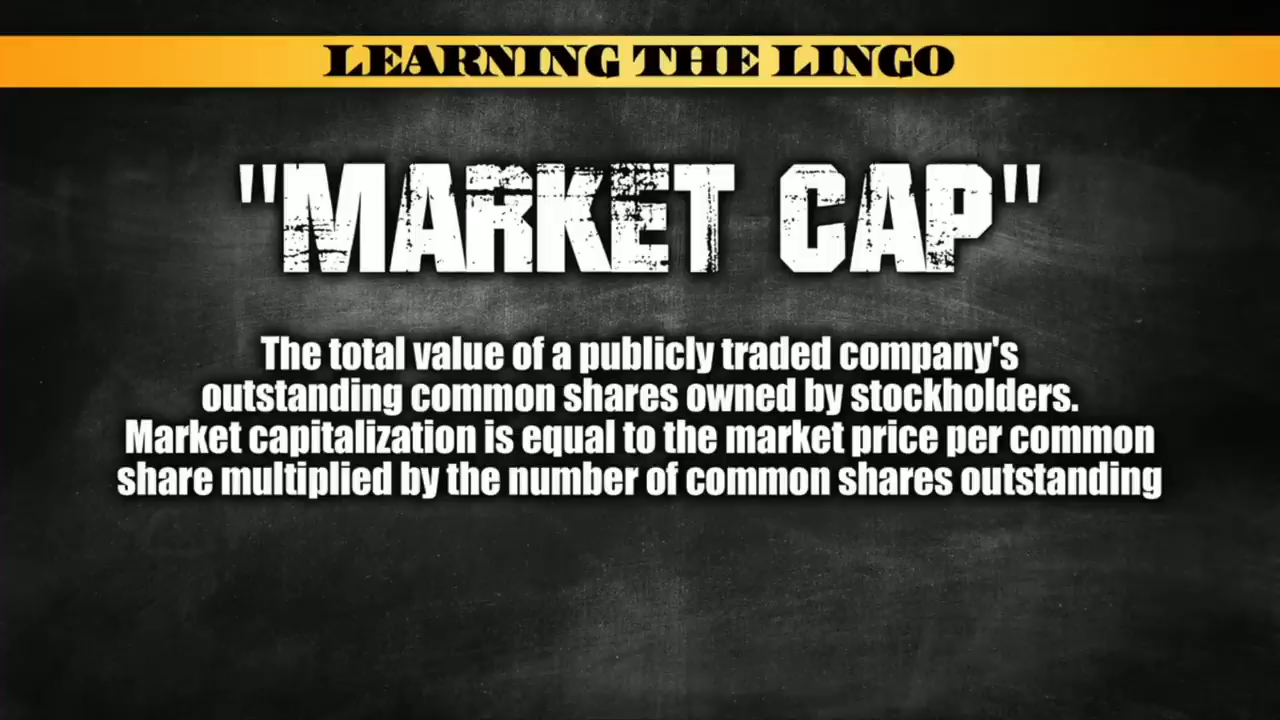 LEARNING THE LINGO
"MARKET CAP"
The total value of a publicly traded company's
outstanding common shares owned by stockholders.
Market capitalization is equal to the market price per common
share multiplied by the number of common shares outstanding